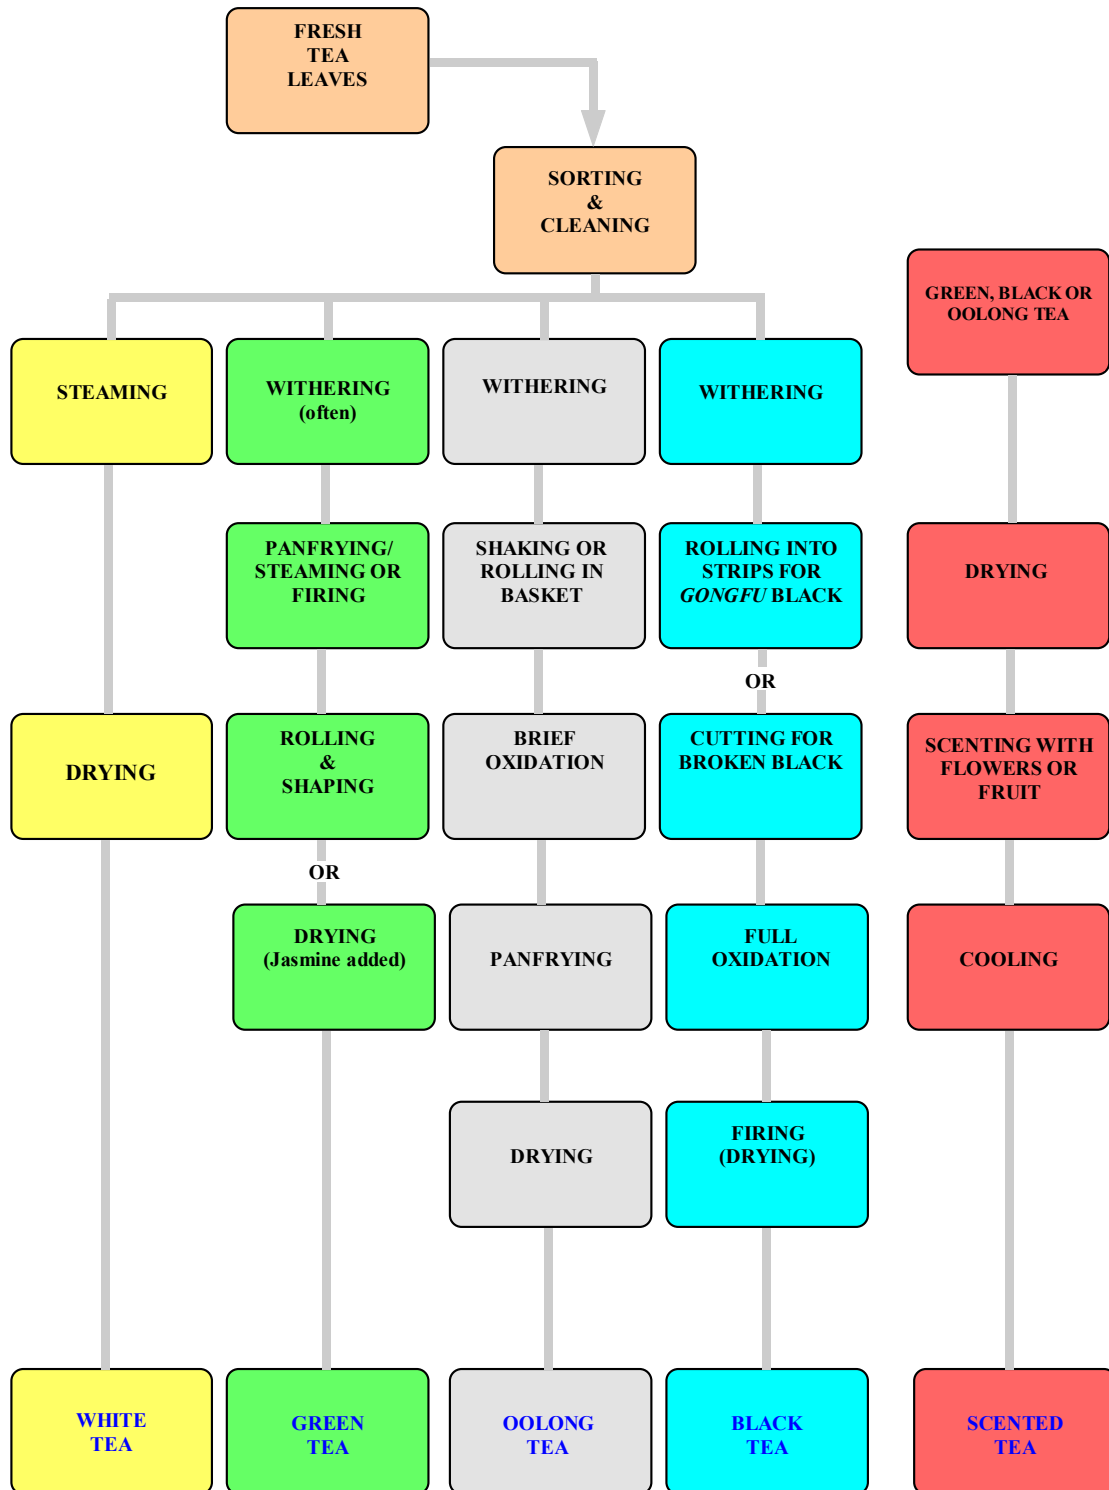 FRESH
TEA
LEAVES
SORTING
&
CLEANING
GREEN, BLACK OR
OOLONG TEA
STEAMING
WITHERING
(often)
WITHERING
WITHERING
PANFRYING/
STEAMING OR
FIRING
SHAKING OR
ROLLING IN
BASKET
ROLLING INTO
STRIPS FOR
GONGFU BLACK
DRYING
OR
DRYING
ROLLING
&
SHAPING
BRIEF
OXIDATION
CUTTING FOR
BROKEN BLACK
SCENTING WITH
FLOWERS OR
FRUIT
OR
DRYING
(Jasmine added)
PANFRYING
FULL
OXIDATION
COOLING
DRYING
FIRING
(DRYING)
WHITE
TEA
GREEN
TEA
OOLONG
TEA
BLACK
TEA
SCENTED
TEA